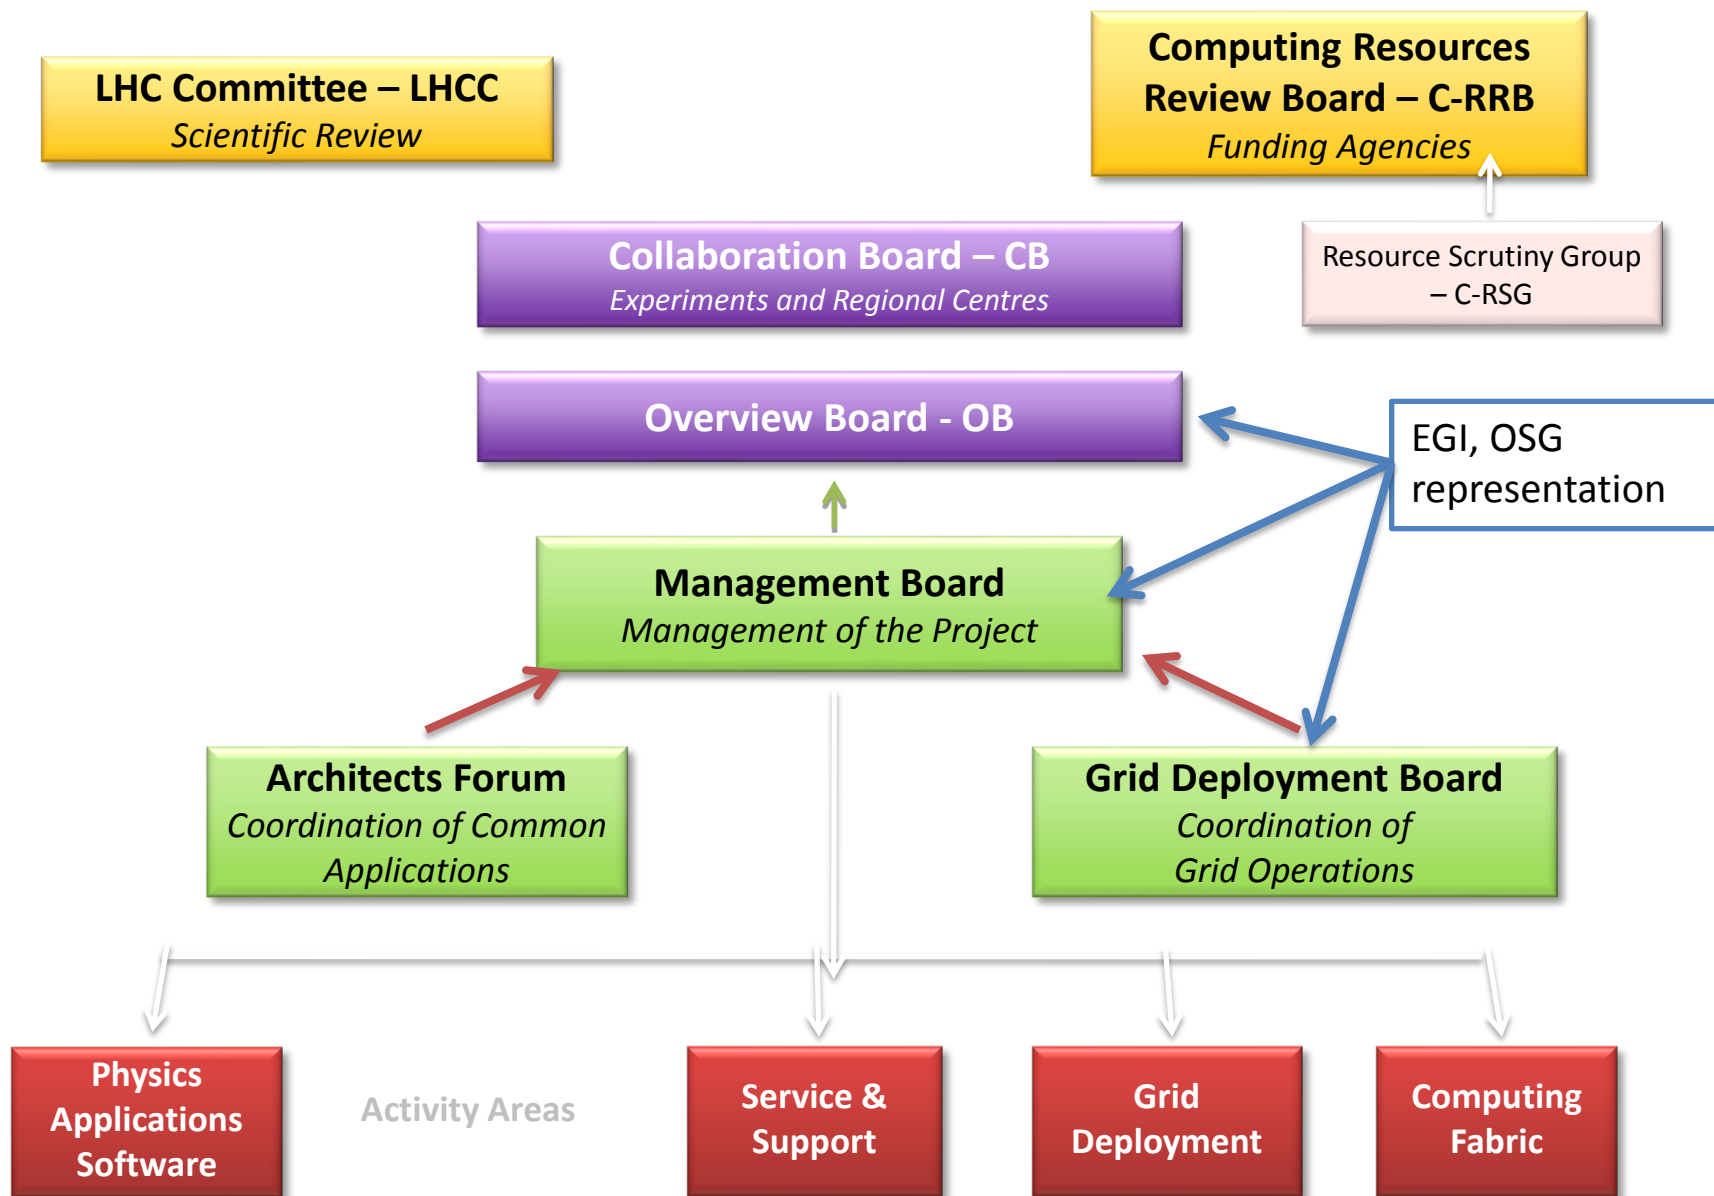 LHC Committee – LHCC
Scientific Review
Computing Resources
Review Board – C-RRB
Funding Agencies
Collaboration Board – CB
Experiments and Regional Centres
Resource Scrutiny Group
– C-RSG
Overview Board - OB
EGI, OSG
representation
Management Board
Management of the Project
Architects Forum
Coordination of Common
Applications
Grid Deployment Board
Coordination of
Grid Operations
Physics
Applications
Software
Activity Areas
Service &
Support
Grid
Deployment
Computing
Fabric